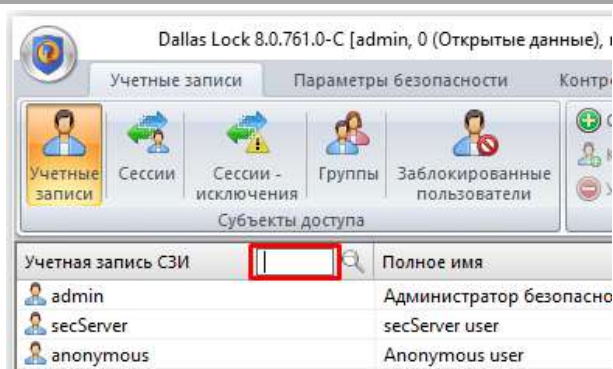 Dallas Lock 8.0.761.0-C [admin, 0 (Открытые данные),
Учетные записи Параметры безопасности Контр
Учетные записи
Сессии
Сессии - исключения
Группы
Заблокированные пользователи
Субъекты доступа
Учетная запись СЗИ Полное имя
admin Администратор безопасно
secServer secServer user
anonymous Anonymous user